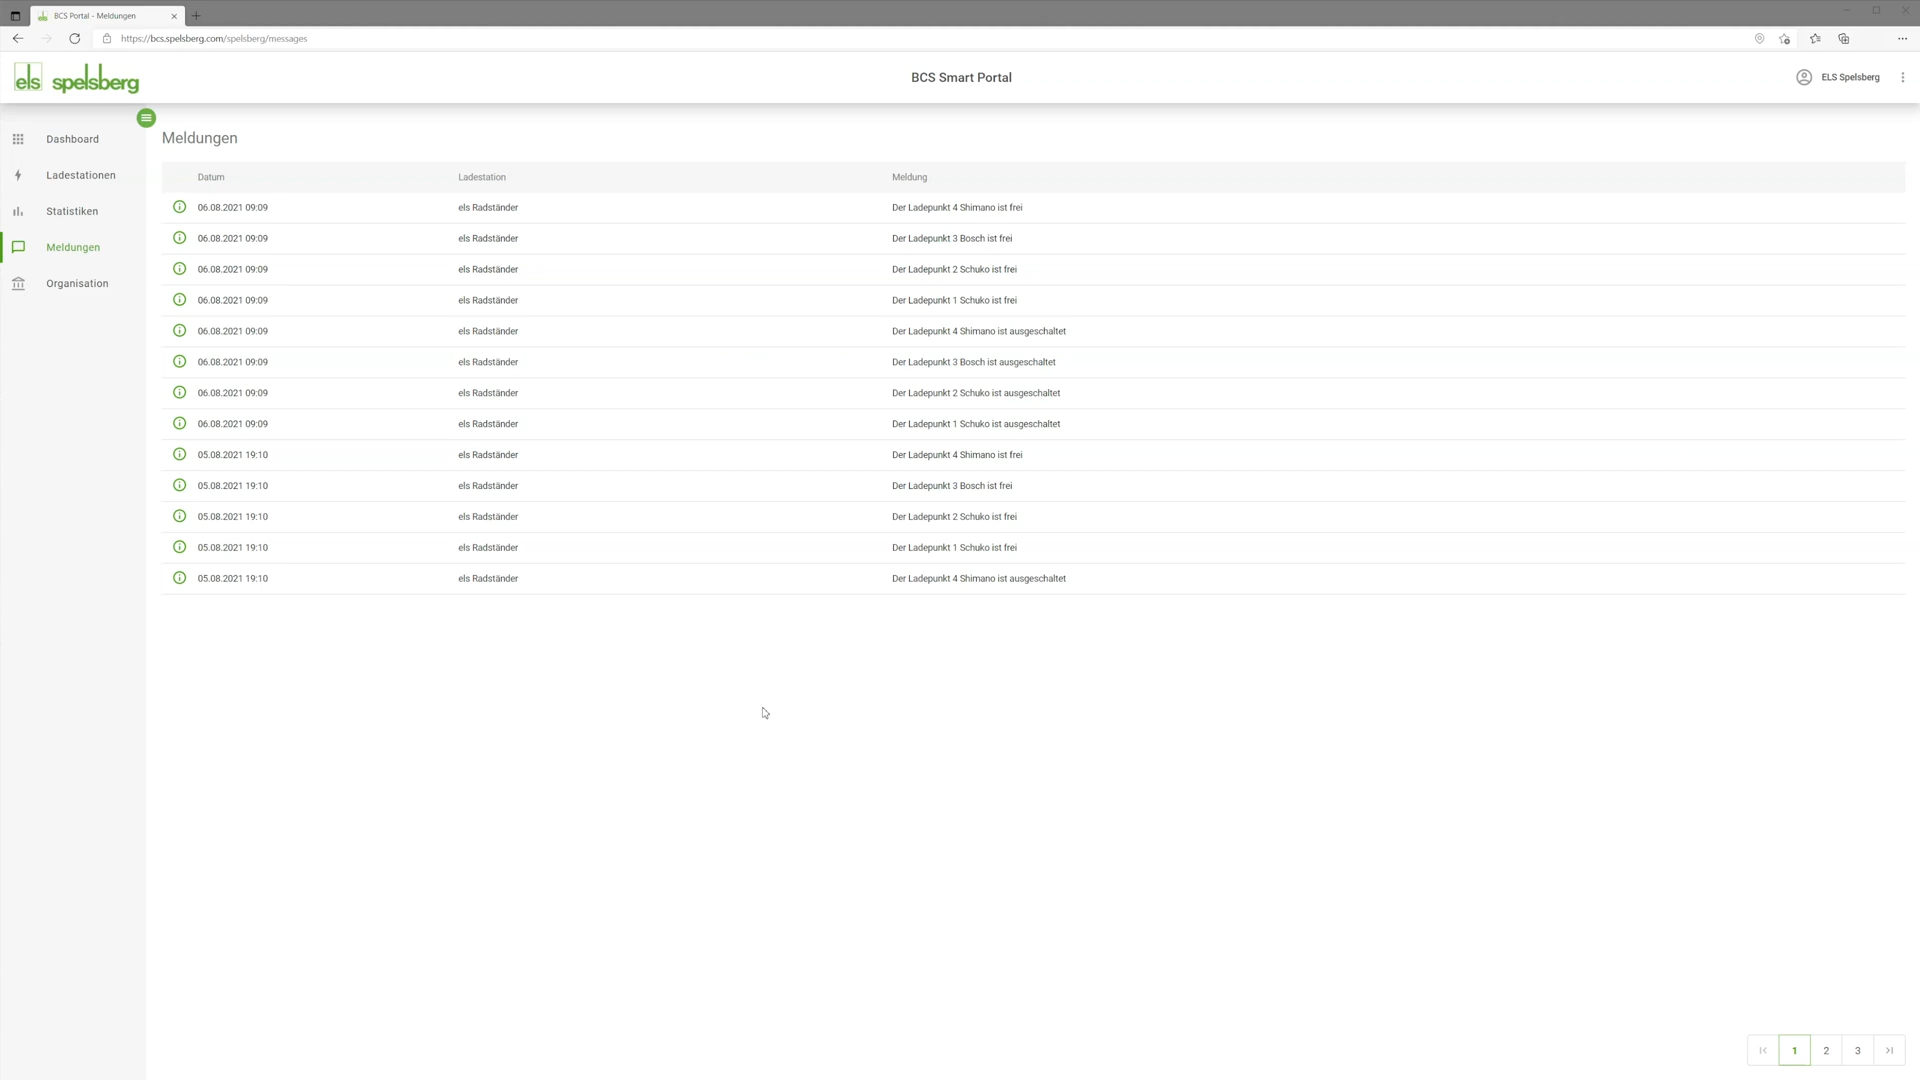 BCS Portal - Meldungen
https://bcs.spelsberg.com/spelsberg/messages
els spelsberg
BCS Smart Portal
ELS Spelsberg
Dashboard
Ladestationen
Statistiken
Meldungen
Organisation
Meldungen
Datum Ladestation Meldung
06.08.2021 09:09 els Radständer Der Ladepunkt 4 Shimano ist frei
06.08.2021 09:09 els Radständer Der Ladepunkt 3 Bosch ist frei
06.08.2021 09:09 els Radständer Der Ladepunkt 2 Schuko ist frei
06.08.2021 09:09 els Radständer Der Ladepunkt 1 Schuko ist frei
06.08.2021 09:09 els Radständer Der Ladepunkt 4 Shimano ist ausgeschaltet
06.08.2021 09:09 els Radständer Der Ladepunkt 3 Bosch ist ausgeschaltet
06.08.2021 09:09 els Radständer Der Ladepunkt 2 Schuko ist ausgeschaltet
06.08.2021 09:09 els Radständer Der Ladepunkt 1 Schuko ist ausgeschaltet
05.08.2021 19:10 els Radständer Der Ladepunkt 4 Shimano ist frei
05.08.2021 19:10 els Radständer Der Ladepunkt 3 Bosch ist frei
05.08.2021 19:10 els Radständer Der Ladepunkt 2 Schuko ist frei
05.08.2021 19:10 els Radständer Der Ladepunkt 1 Schuko ist frei
05.08.2021 19:10 els Radständer Der Ladepunkt 4 Shimano ist ausgeschaltet
1 2 3